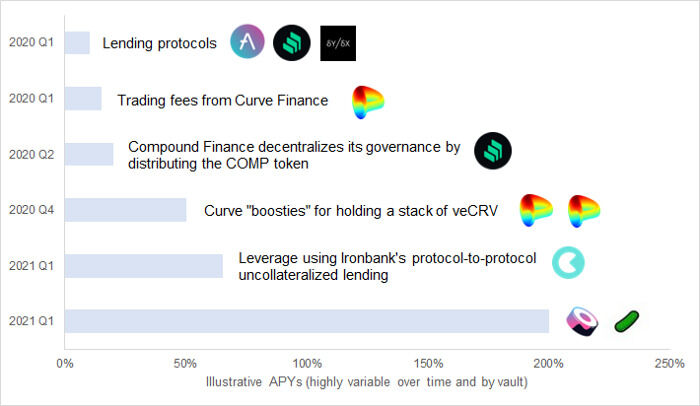 2020 Q1
Lending protocols
δY/δX
2020 Q1
Trading fees from Curve Finance
2020 Q2
Compound Finance decentralizes its governance by
distributing the COMP token
2020 Q4
Curve "boosties" for holding a stack of veCRV
2021 Q1
Leverage using Ironbank's protocol-to-protocol
uncollateralized lending
2021 Q1
0%
50%
100%
150%
200%
250%
Illustrative APYs (highly variable over time and by vault)